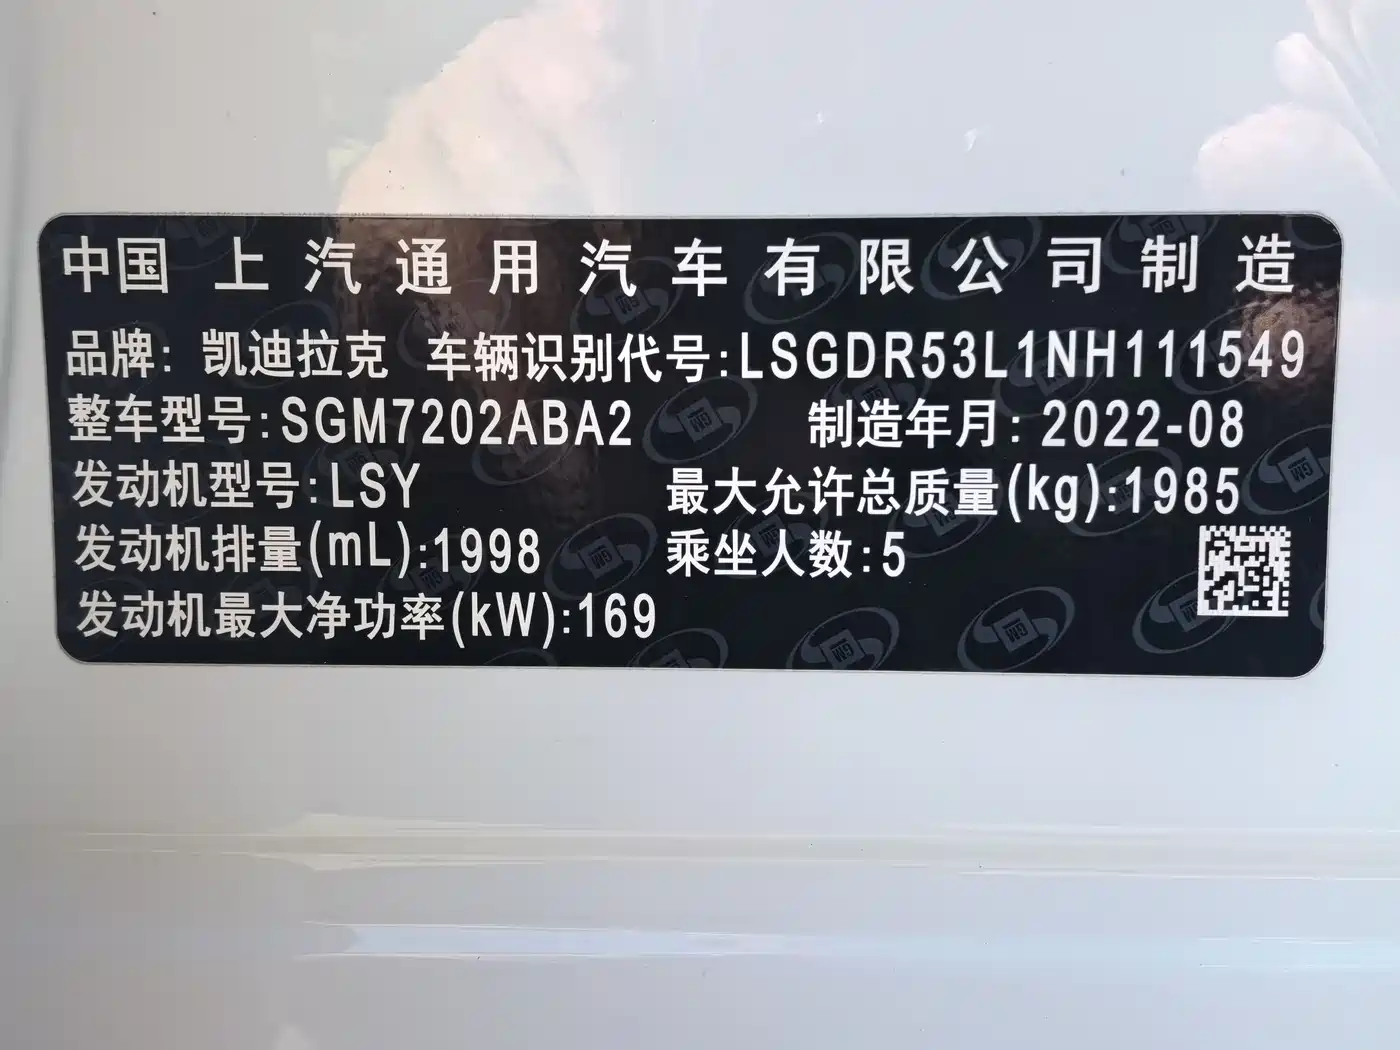 中国上汽通用汽车有限公司制造
品牌: 凯迪拉克 车辆识别代号:LSGDR53L1NH111549
整车型号:SGM7202ABA2 制造年月: 2022-08
发动机型号:LSY 最大允许总质量(kg):1985
发动机排量(mL):1998 乘坐人数:5
发动机最大净功率(kW):169